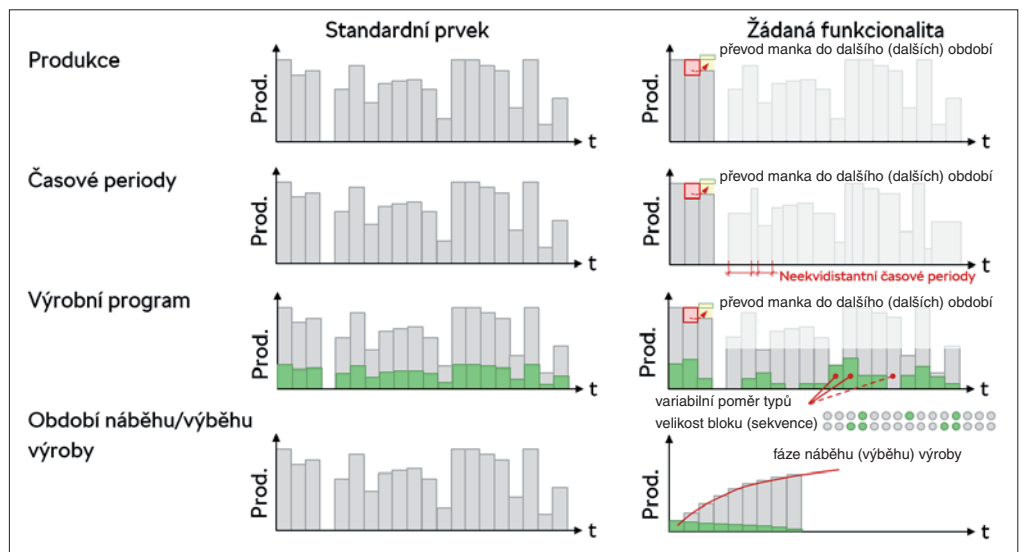 Standardní prvek
Žádaná funkcionalita
Produkce
Prod.
t
převod manka do dalšího (dalších) období
Prod.
t
Časové periody
Prod.
t
převod manka do dalšího (dalších) období
Prod.
t
Neekvidistantní časové periody
Výrobní program
Prod.
t
převod manka do dalšího (dalších) období
Prod.
t
variabilní poměr typů
velikost bloku (sekvence)
Období náběhu/výběhu
výroby
Prod.
t
fáze náběhu (výběhu) výroby
Prod.
t